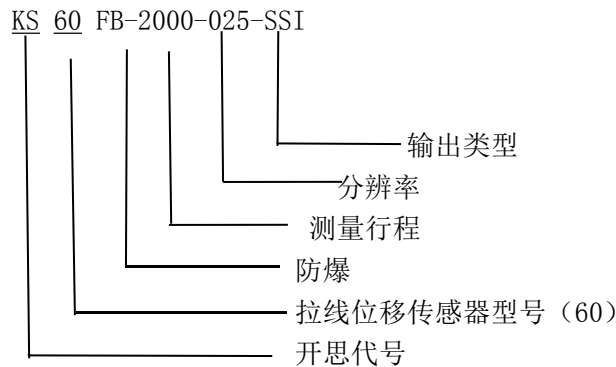 KS 60 FB-2000-025-SSI
输出类型
分辨率
测量行程
防爆
拉线位移传感器型号（60）
开思代号